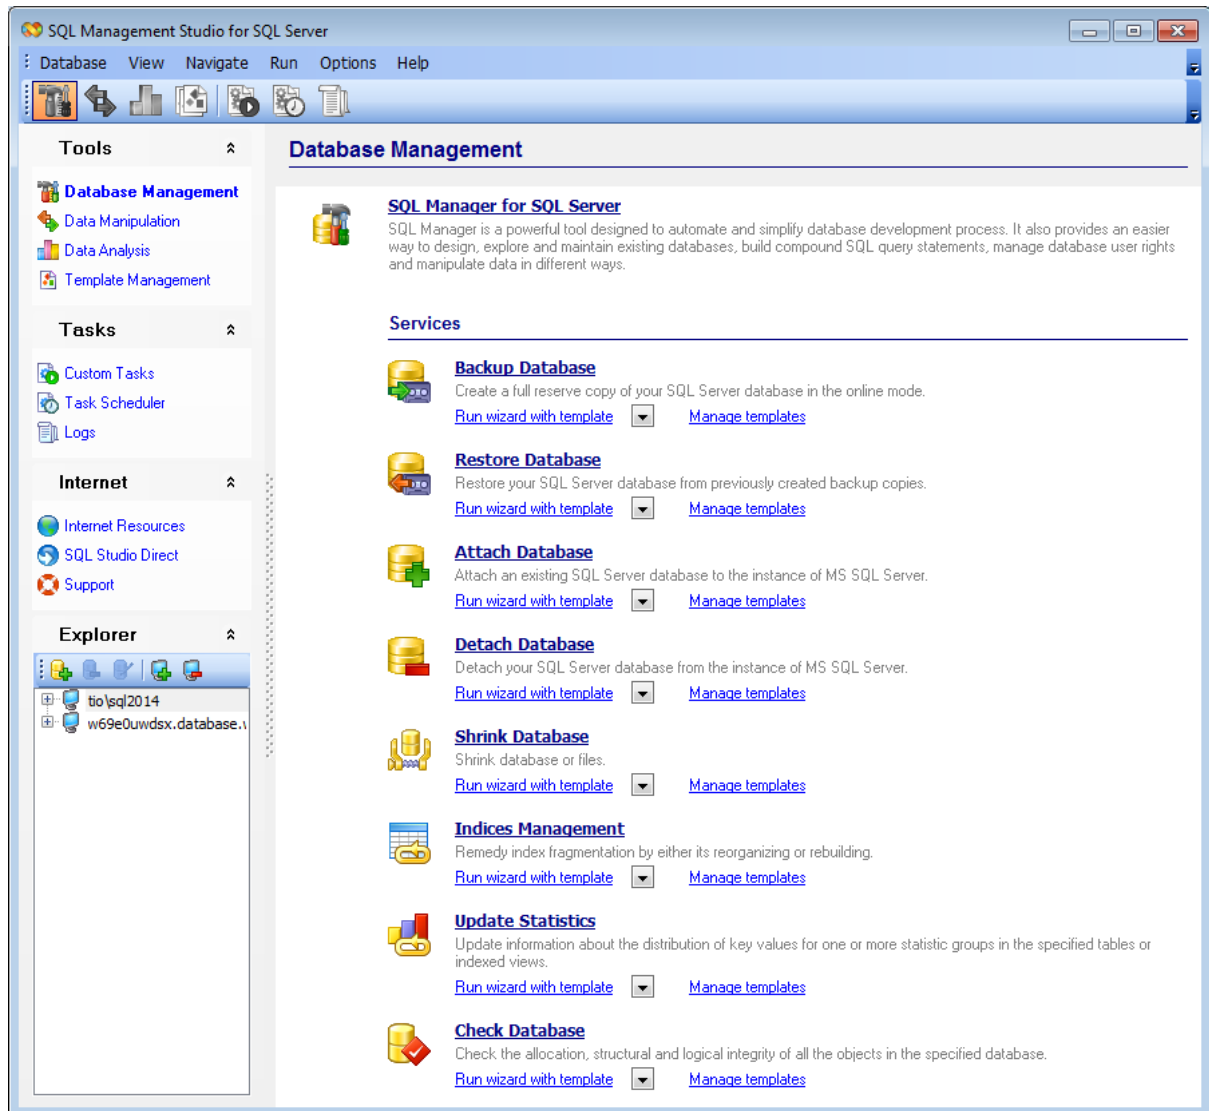 SQL Management Studio for SQL Server
Database View Navigate Run Options Help
Tools
Database Management
Data Manipulation
Data Analysis
Template Management
Tasks
Custom Tasks
Task Scheduler
Logs
Internet
Internet Resources
SQL Studio Direct
Support
Explorer
tio\sql2014
w69e0uwdsx.database.
Database Management
SQL Manager for SQL Server
SQL Manager is a powerful tool designed to automate and simplify database development process. It also provides an easier
way to design, explore and maintain existing databases, build compound SQL query statements, manage database user rights
and manipulate data in different ways.
Services
Backup Database
Create a full reserve copy of your SQL Server database in the online mode.
Run wizard with template Manage templates
Restore Database
Restore your SQL Server database from previously created backup copies.
Run wizard with template Manage templates
Attach Database
Attach an existing SQL Server database to the instance of MS SQL Server.
Run wizard with template Manage templates
Detach Database
Detach your SQL Server database from the instance of MS SQL Server.
Run wizard with template Manage templates
Shrink Database
Shrink database or files.
Run wizard with template Manage templates
Indices Management
Remedy index fragmentation by either its reorganizing or rebuilding.
Run wizard with template Manage templates
Update Statistics
Update information about the distribution of key values for one or more statistic groups in the specified tables or
indexed views.
Run wizard with template Manage templates
Check Database
Check the allocation, structural and logical integrity of all the objects in the specified database.
Run wizard with template Manage templates